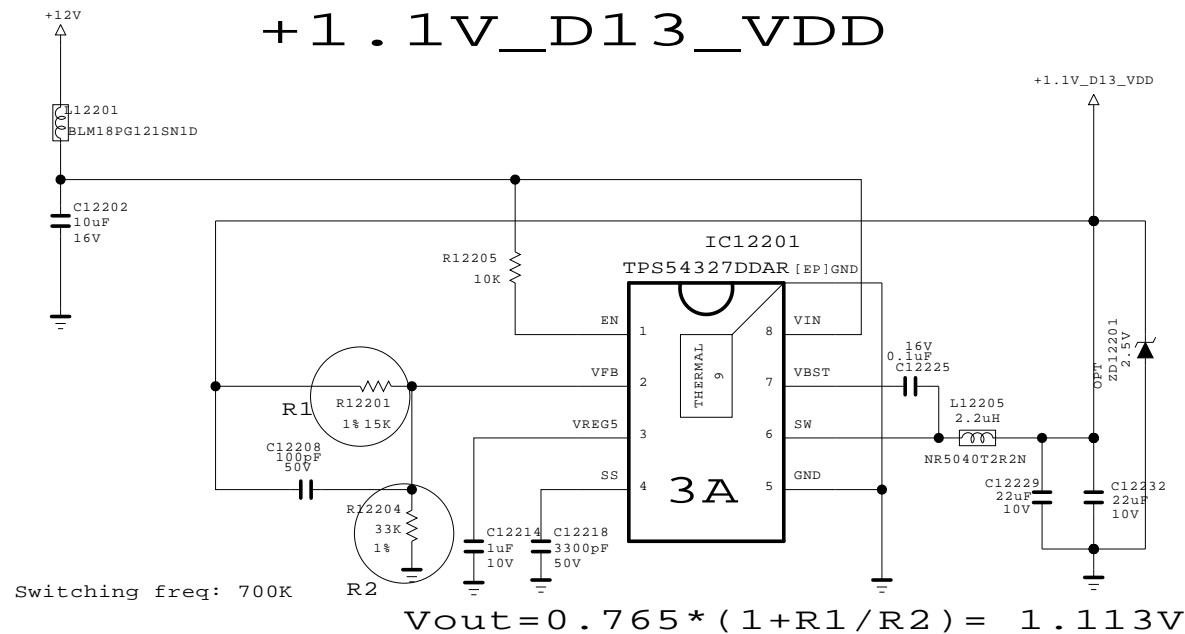 +12V
+1.1V_D13_VDD
+1.1V_D13_VDD
L12201
BLM18PG121SN1D
C12202
10uF
16V
R12205
10K
IC12201
TPS54327DDAR
[EP]GND
EN
1
VFB
2
VREG5
3
SS
4
THERMAL
9
3A
8
VIN
7
VBST
6
SW
5
GND
16V
0.1uF
C12225
L12205
2.2uH
NR5040T2R2N
OPT
ZD12201
2.5V
R1
R12201
1% 15K
C12208
100pF
50V
R12204
33K
1%
R2
C12214
1uF
10V
C12218
3300pF
50V
C12229
22uF
10V
C12232
22uF
10V
Switching freq: 700K
Vout=0.765*(1+R1/R2)= 1.113V